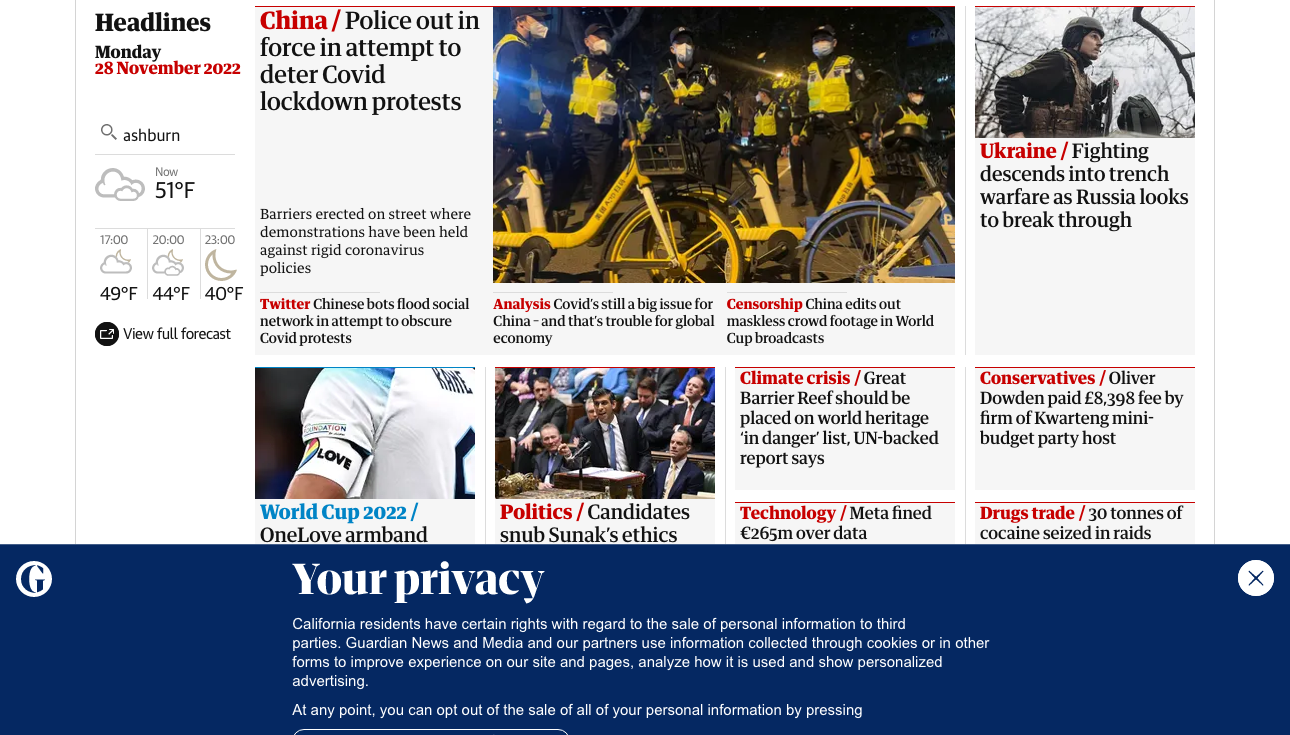 Headlines
Monday
28 November 2022
ashburn
Now
51°F
17:00
20:00
23:00
49°F
44°F
40°F
View full forecast
China / Police out in
force in attempt to
deter Covid
lockdown protests
Barriers erected on street where
demonstrations have been held
against rigid coronavirus
policies
Twitter Chinese bots flood social
network in attempt to obscure
Covid protests
Analysis Covid's still a big issue for
China – and that's trouble for global
economy
Censorship China edits out
maskless crowd footage in World
Cup broadcasts
Ukraine / Fighting
descends into trench
warfare as Russia looks
to break through
KANE
FOUNDATION
LOVE
World Cup 2022 /
OneLove armband
Politics / Candidates
snub Sunak's ethics
Climate crisis / Great
Barrier Reef should be
placed on world heritage
'in danger' list, UN-backed
report says
Conservatives / Oliver
Dowden paid £8,398 fee by
firm of Kwarteng mini-
budget party host
Technology / Meta fined
€265m over data
Drugs trade / 30 tonnes of
cocaine seized in raids
G
Your privacy
California residents have certain rights with regard to the sale of personal information to third
parties. Guardian News and Media and our partners use information collected through cookies or in other
forms to improve experience on our site and pages, analyze how it is used and show personalized
advertising.
At any point, you can opt out of the sale of all of your personal information by pressing